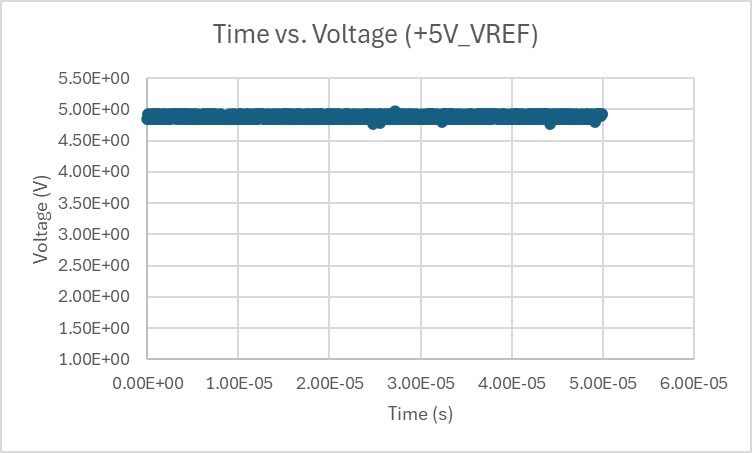 Time vs. Voltage (+5V_VREF)
5.50E+00
5.00E+00
4.50E+00
4.00E+00
3.50E+00
3.00E+00
2.50E+00
2.00E+00
1.50E+00
1.00E+00
Voltage (V)
0.00E+00 1.00E-05 2.00E-05 3.00E-05 4.00E-05 5.00E-05 6.00E-05
Time (s)